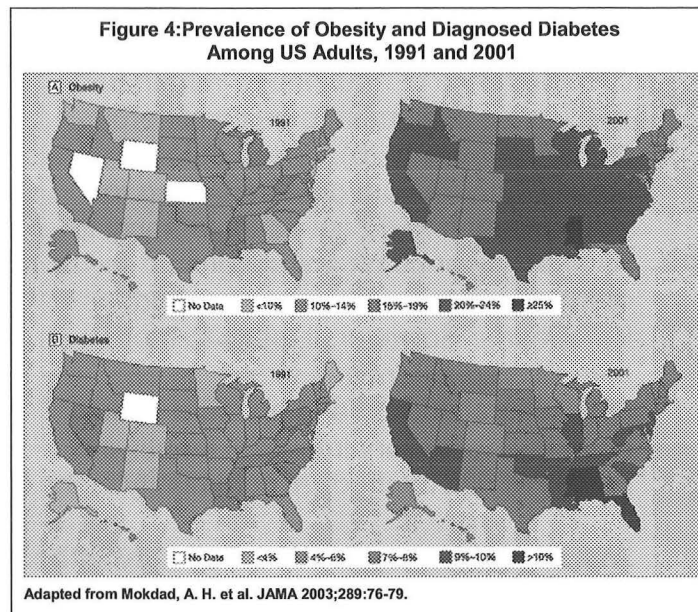 Figure 4:Prevalence of Obesity and Diagnosed Diabetes
Among US Adults, 1991 and 2001
A Obesity
1991
2001
No Data <10% 10%–14% 15%–19% 20%–24% ≥25%
B Diabetes
1991
2001
No Data <4% 4%–6% 7%–8% 9%–10% >10%
Adapted from Mokdad, A. H. et al. JAMA 2003;289:76-79.